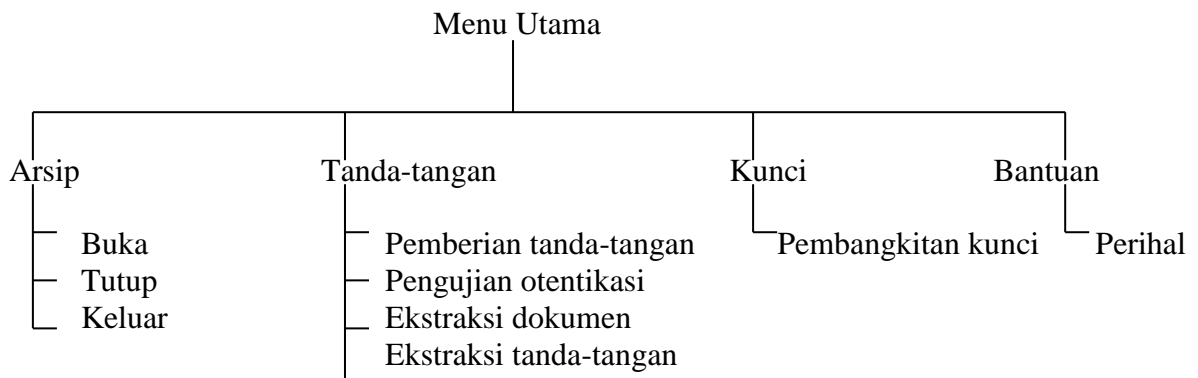 Menu Utama
Arsip Tanda-tangan Kunci Bantuan
Buka Pemberian tanda-tangan Pembangkitan kunci Perihal
Tutup Pengujian otentikasi
Keluar Ekstraksi dokumen
Ekstraksi tanda-tangan